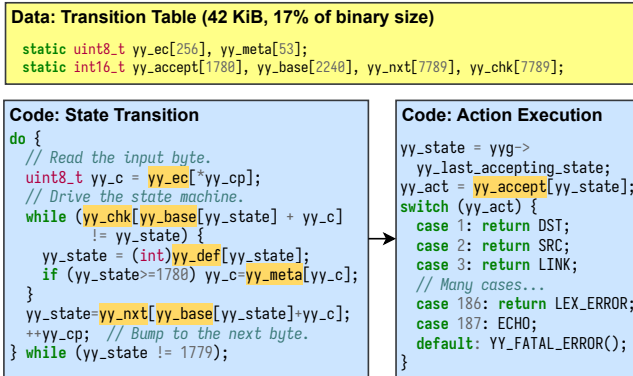 Data: Transition Table (42 KiB, 17% of binary size)
static uint8_t yy_ec[256], yy_meta[53];
static int16_t yy_accept[1780], yy_base[2240], yy_nxt[7789], yy_chk[7789];
Code: State Transition
do {
  // Read the input byte.
  uint8_t yy_c = yy_ec[*yy_cp];
  // Drive the state machine.
  while (yy_chk[yy_base[yy_state] + yy_c]
         != yy_state) {
    yy_state = (int)yy_def[yy_state];
    if (yy_state>=1780) yy_c=yy_meta[yy_c];
  }
  yy_state=yy_nxt[yy_base[yy_state]+yy_c];
  ++yy_cp;  // Bump to the next byte.
} while (yy_state != 1779);
Code: Action Execution
yy_state = yyg->
  yy_last_accepting_state;
yy_act = yy_accept[yy_state];
switch (yy_act) {
  case 1: return DST;
  case 2: return SRC;
  case 3: return LINK;
  // Many cases...
  case 186: return LEX_ERROR;
  case 187: ECHO;
  default: YY_FATAL_ERROR();
}